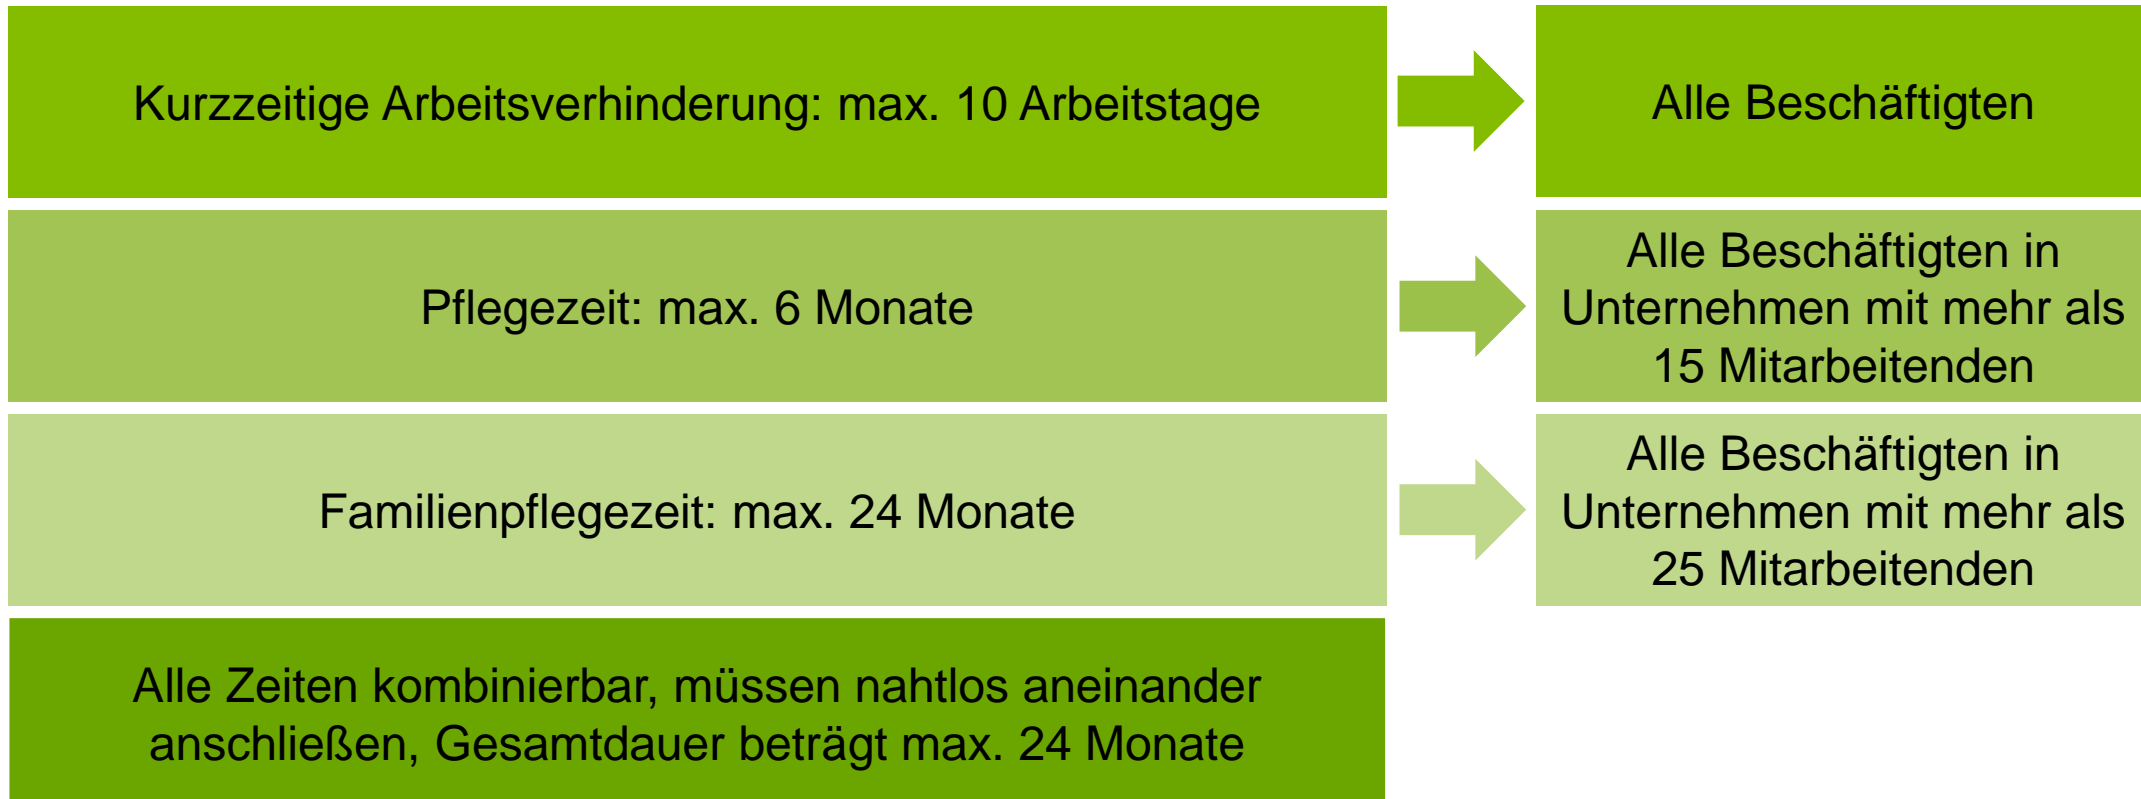 Kurzzeitige Arbeitsverhinderung: max. 10 Arbeitstage
Alle Beschäftigten
Pflegezeit: max. 6 Monate
Alle Beschäftigten in
Unternehmen mit mehr als
15 Mitarbeitenden
Familienpflegezeit: max. 24 Monate
Alle Beschäftigten in
Unternehmen mit mehr als
25 Mitarbeitenden
Alle Zeiten kombinierbar, müssen nahtlos aneinander
anschließen, Gesamtdauer beträgt max. 24 Monate